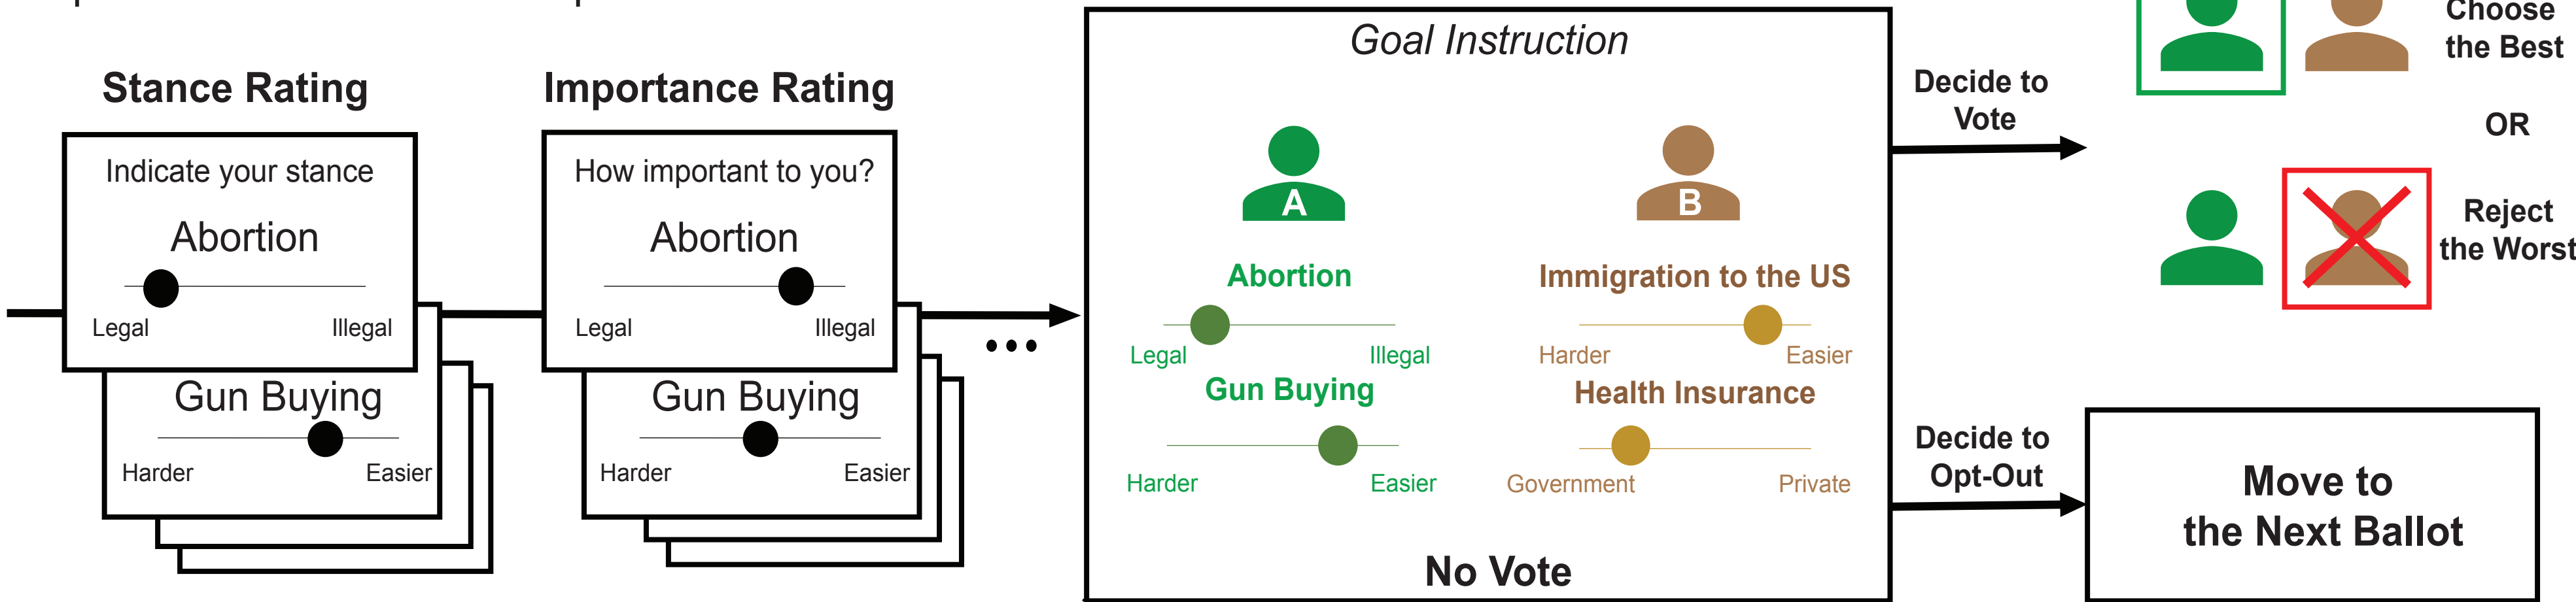 Stance Rating
Indicate your stance
Abortion
Legal Illegal
Gun Buying
Harder Easier
Importance Rating
How important to you?
Abortion
Legal Illegal
Gun Buying
Harder Easier
...
Goal Instruction
A B
Abortion
Legal Illegal
Gun Buying
Harder Easier
Immigration to the US
Harder Easier
Health Insurance
Government Private
No Vote
Decide to
Vote
Choose
the Best
OR
Reject
the Worst
Decide to
Opt-Out
Move to
the Next Ballot